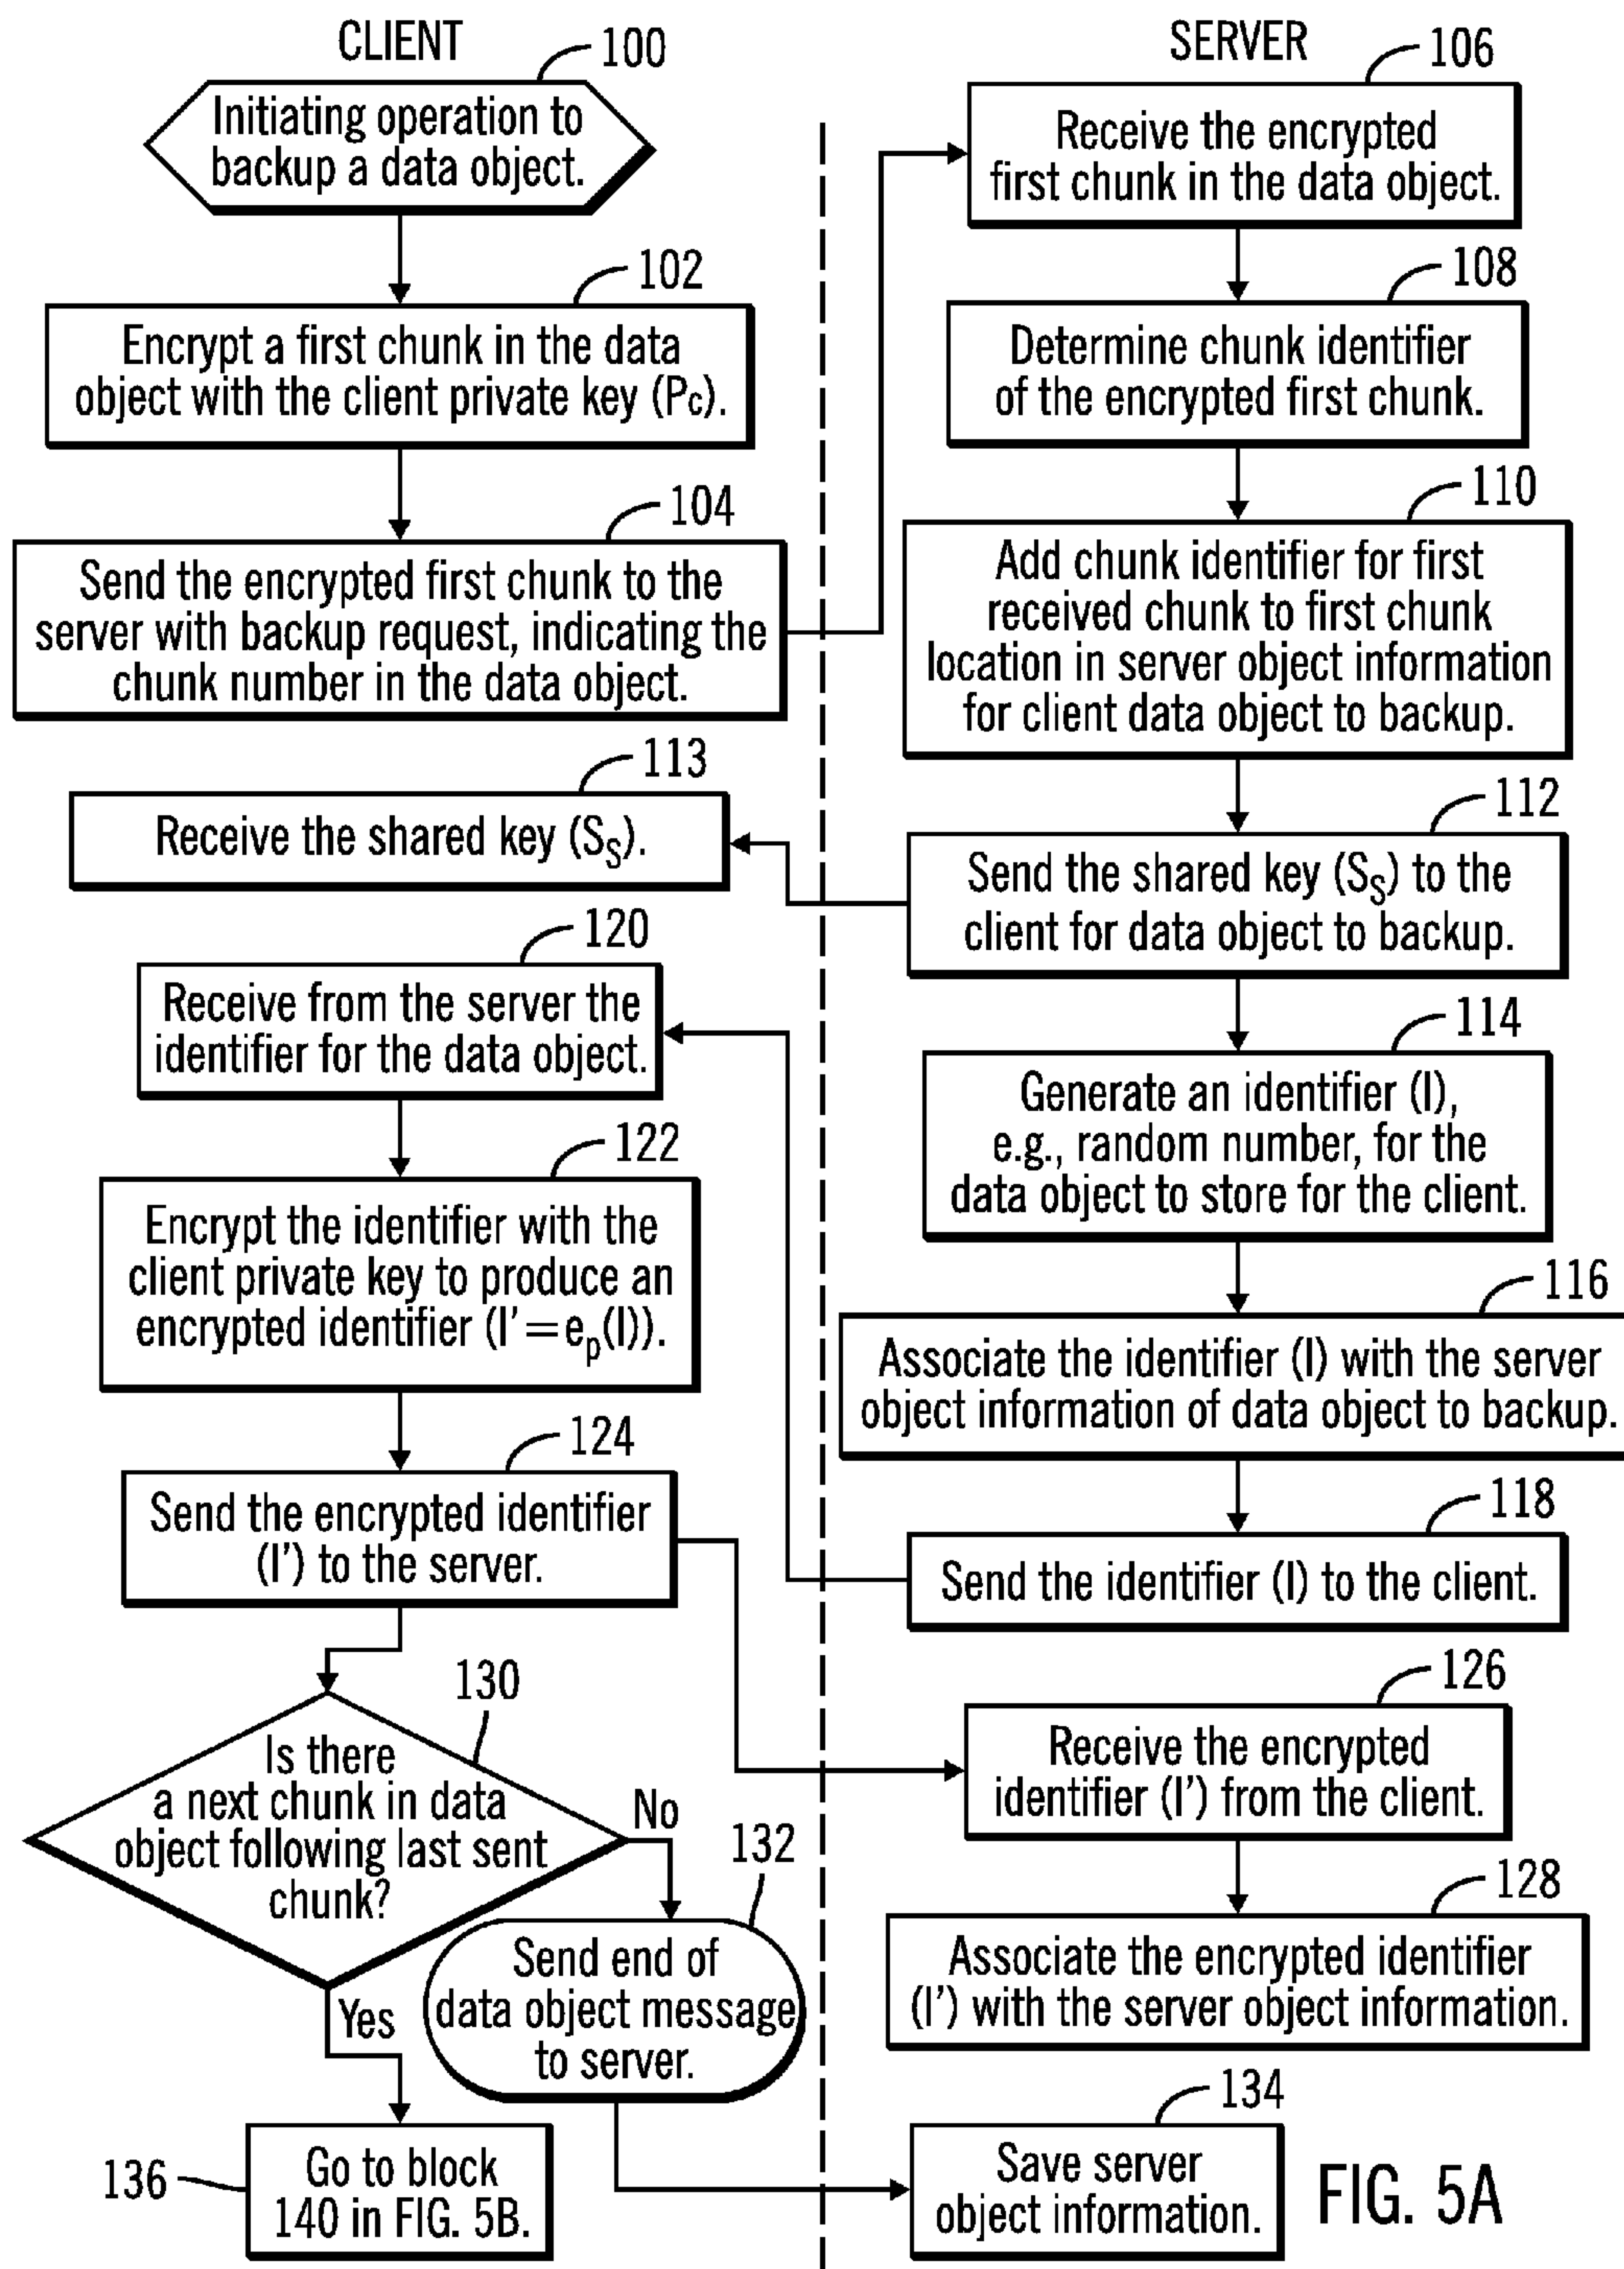 CLIENT
100
Initiating operation to
backup a data object.
102
Encrypt a first chunk in the data
object with the client private key (Pc).
104
Send the encrypted first chunk to the
server with backup request, indicating the
chunk number in the data object.
113
Receive the shared key (SS).
120
Receive from the server the
identifier for the data object.
122
Encrypt the identifier with the
client private key to produce an
encrypted identifier (I' = ep(I)).
124
Send the encrypted identifier
(I') to the server.
130
Is there
a next chunk in data
object following last sent
chunk?
No
Yes
132
Send end of
data object message
to server.
136
Go to block
140 in FIG. 5B.
SERVER
106
Receive the encrypted
first chunk in the data object.
108
Determine chunk identifier
of the encrypted first chunk.
110
Add chunk identifier for first
received chunk to first chunk
location in server object information
for client data object to backup.
112
Send the shared key (SS) to the
client for data object to backup.
114
Generate an identifier (I),
e.g., random number, for the
data object to store for the client.
116
Associate the identifier (I) with the server
object information of data object to backup.
118
Send the identifier (I) to the client.
126
Receive the encrypted
identifier (I') from the client.
128
Associate the encrypted identifier
(I') with the server object information.
134
Save server
object information.
FIG. 5A